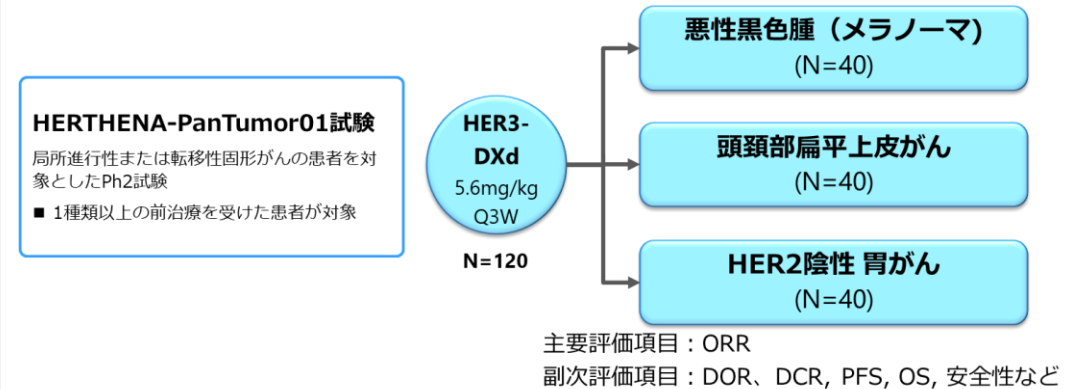 HERTHENA-PanTumor01試験
局所進行性または転移性固形がんの患者を対
象としたPh2試験
■ 1種類以上の前治療を受けた患者が対象
HER3-
DXd
5.6mg/kg
Q3W
N=120
悪性黒色腫（メラノーマ)
(N=40)
頭頸部扁平上皮がん
(N=40)
HER2陰性 胃がん
(N=40)
主要評価項目：ORR
副次評価項目：DOR、DCR, PFS, OS, 安全性など